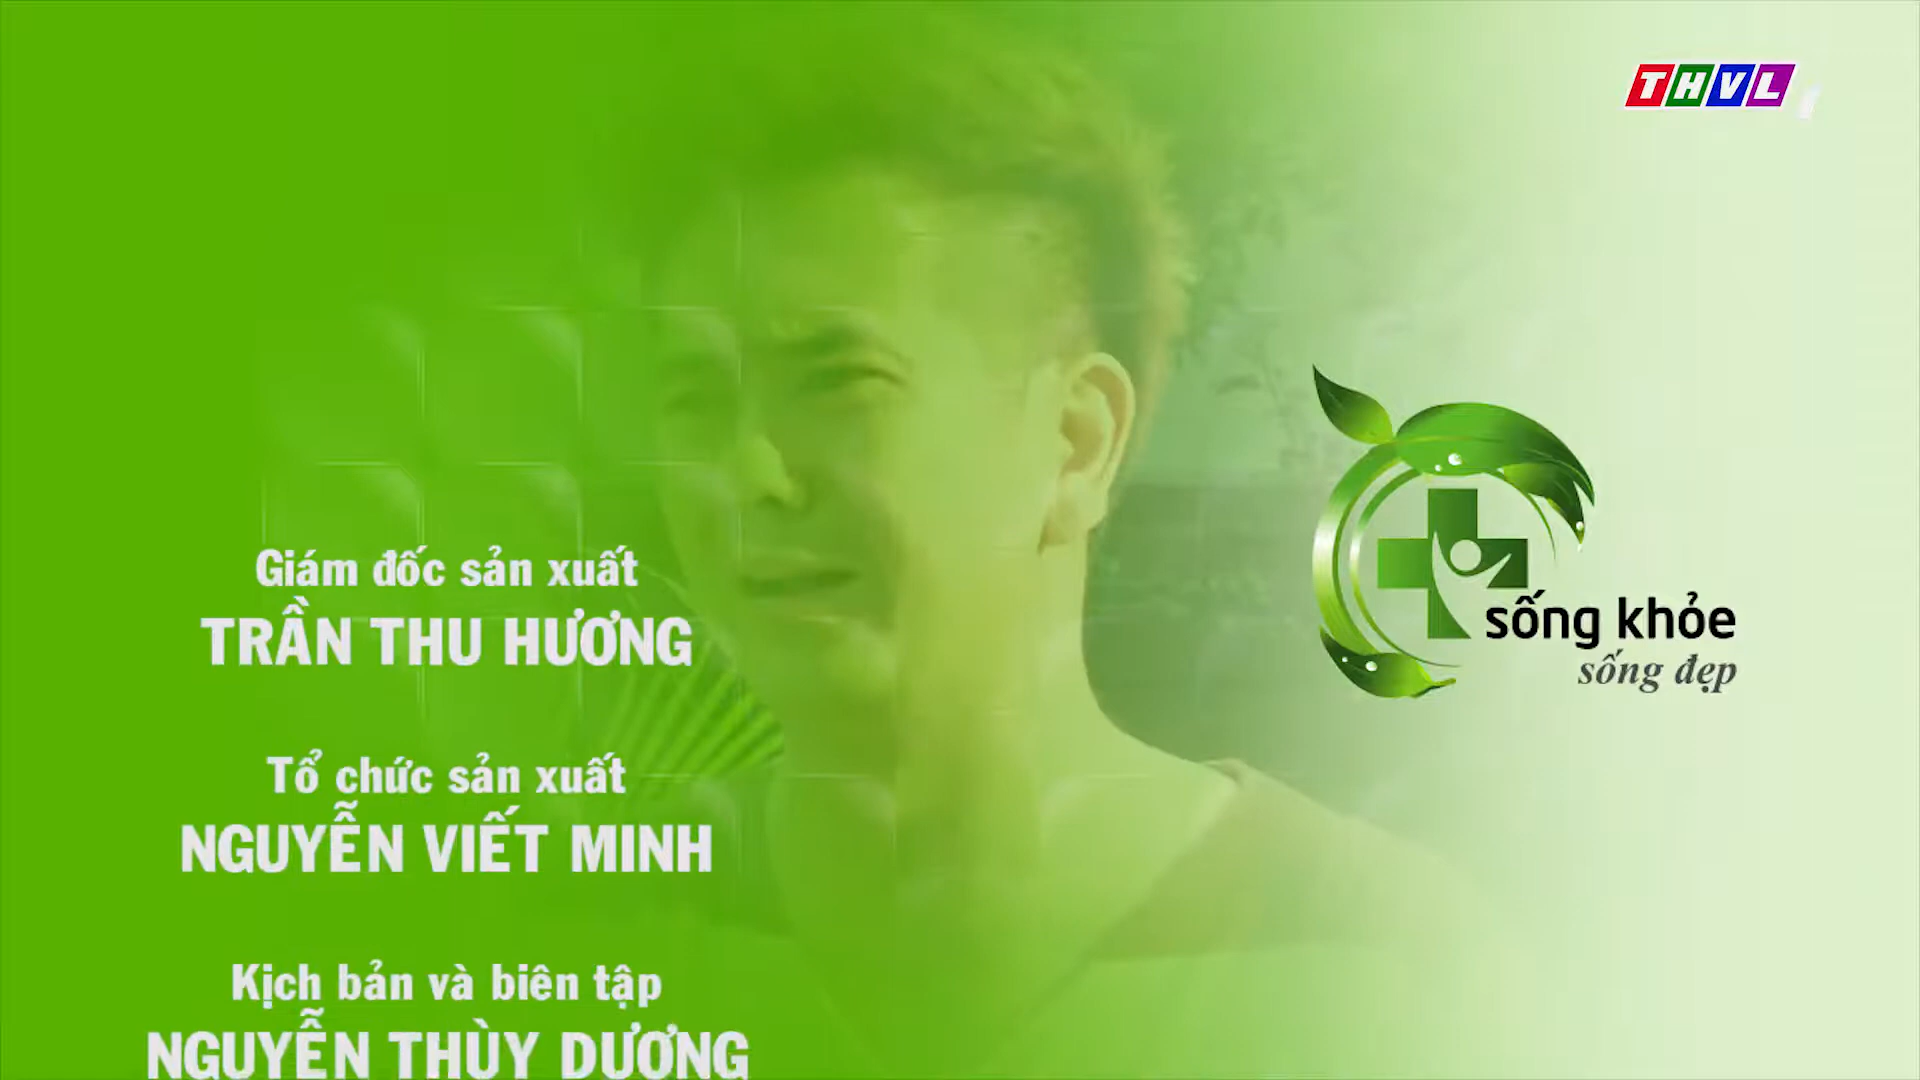 THVL
Giám đốc sản xuất
TRẦN THU HƯƠNG
Tổ chức sản xuất
NGUYỄN VIẾT MINH
Kịch bản và biên tập
NGUYỄN THÙY DƯƠNG
sống khỏe
sống đẹp